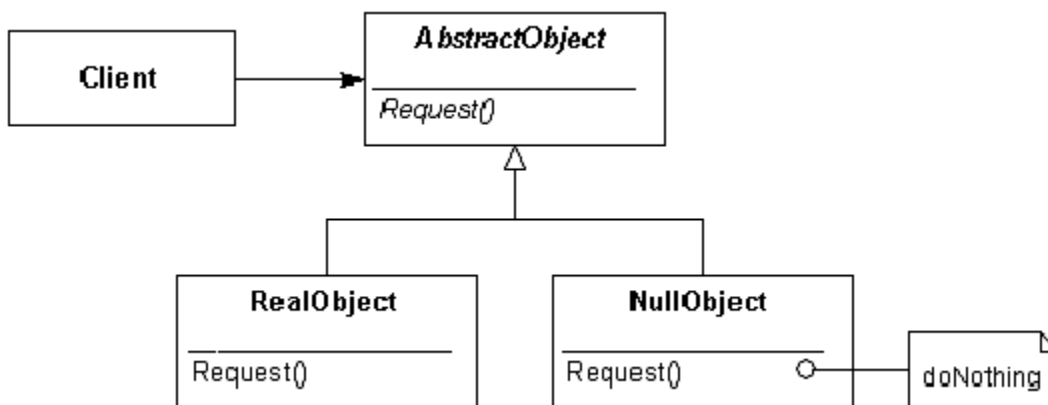 AbstractObject
Client
Request()
RealObject
NullObject
Request()
Request()
doNothing